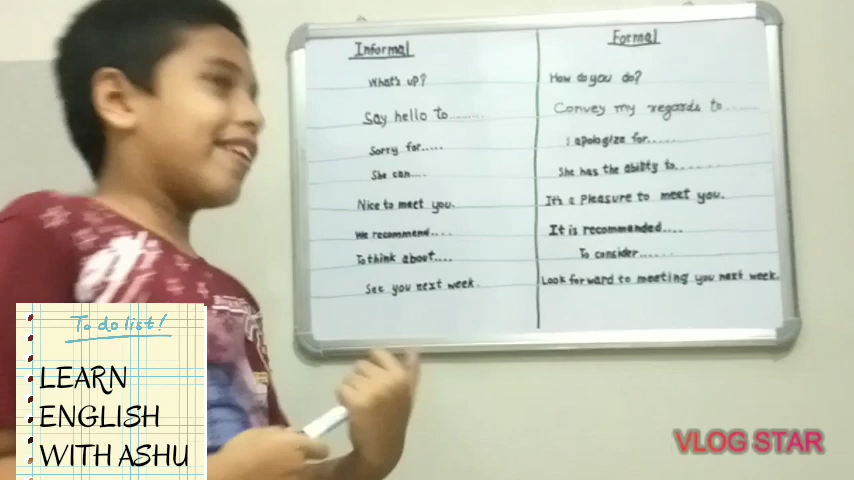 Informal
Formal
What's up?
How do you do?
Say hello to........
Convey my regards to.......
Sorry for.....
I apologize for......
She can....
She has the ability to........
Nice to meet you.
It's a Pleasure to meet you.
We recommend....
It is recommended....
To think about....
To consider.......
See you next week.
Look forward to meeting you next week.
To do list!
LEARN
ENGLISH
WITH ASHU
VLOG STAR